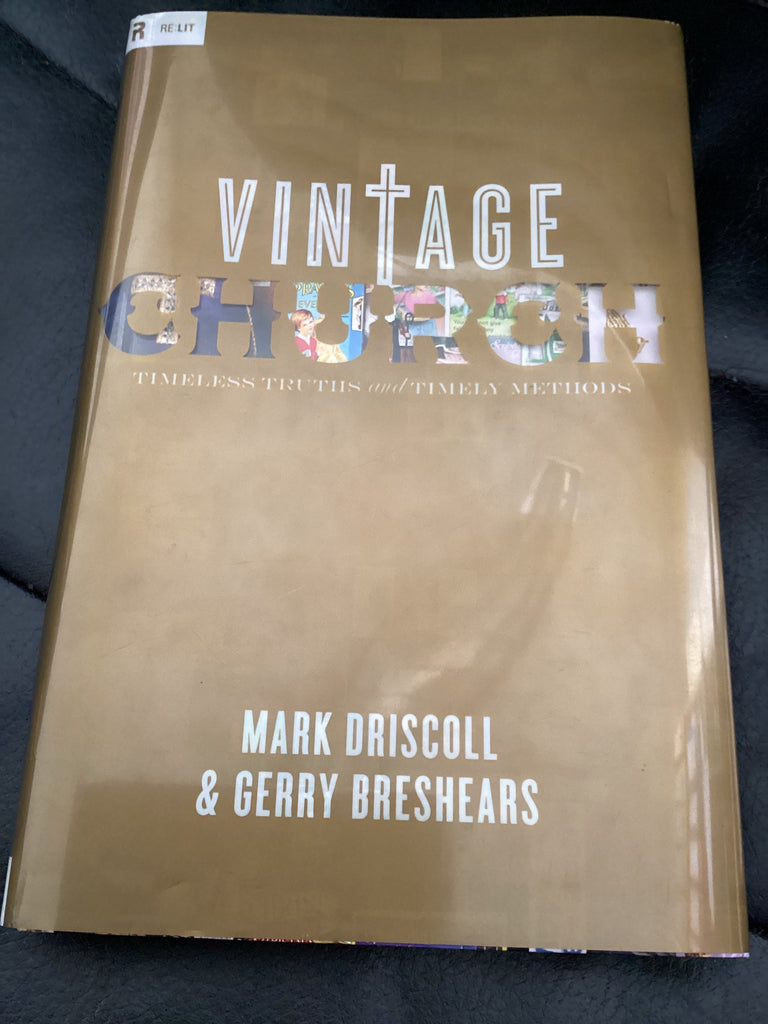 R RE:LIT
VINTAGE
CHURCH
TIMELESS TRUTHS and TIMELY METHODS
MARK DRISCOLL
& GERRY BRESHEARS